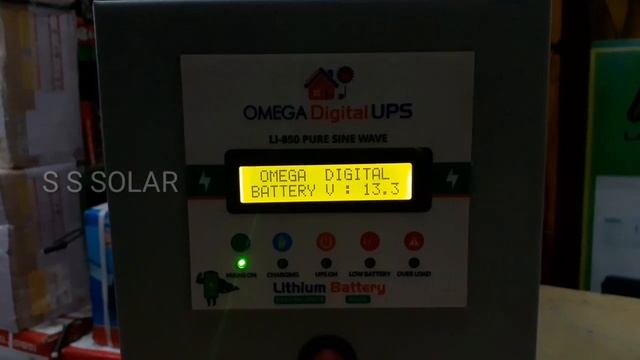 OMEGA Digital UPS
LI-850 PURE SINE WAVE
S S SOLAR
OMEGA DIGITAL
BATTERY V : 13.3
MAINS ON
CHARGING
UPS ON
LOW BATTERY
OVER LOAD
Lithium Battery